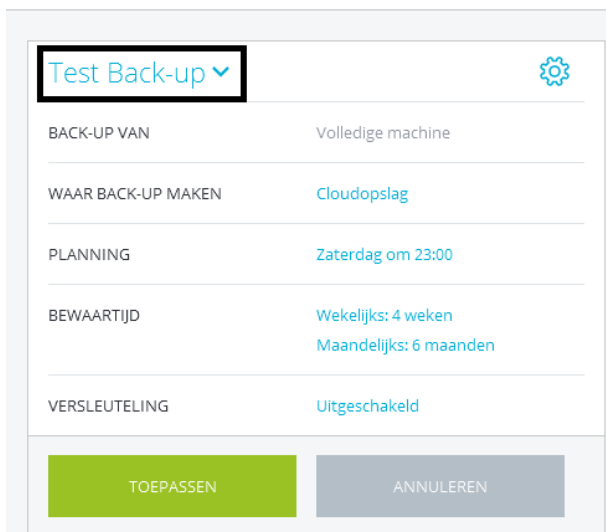 Test Back-up
BACK-UP VAN Volledige machine
WAAR BACK-UP MAKEN Cloudopslag
PLANNING Zaterdag om 23:00
BEWAARTIJD Wekelijks: 4 weken
Maandelijks: 6 maanden
VERSLEUTELING Uitgeschakeld
TOEPASSEN ANNULEREN